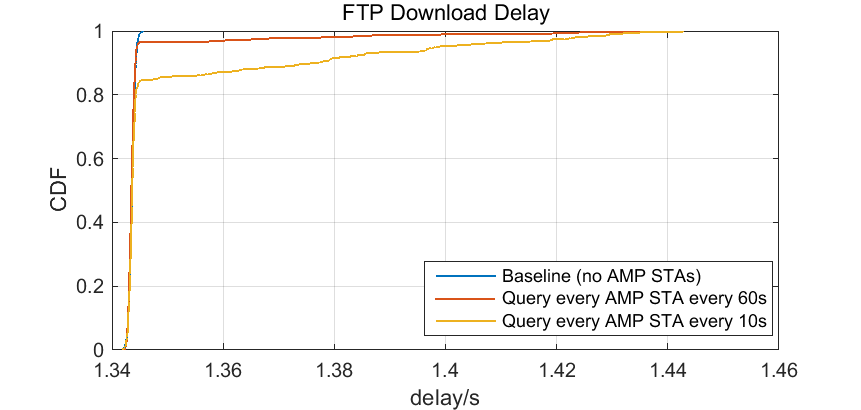 FTP Download Delay
1
0.8
0.6
0.4
0.2
0
CDF
Baseline (no AMP STAs)
Query every AMP STA every 60s
Query every AMP STA every 10s
1.34 1.36 1.38 1.4 1.42 1.44 1.46
delay/s